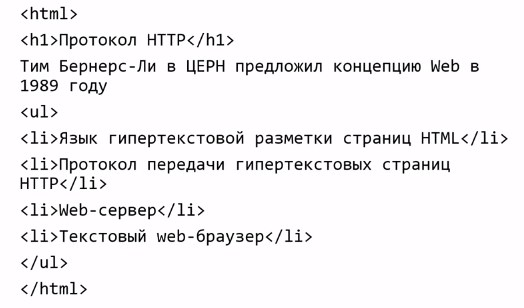 <html>
<h1>Протокол HTTP</h1>
Тим Бернерс-Ли в ЦЕРН предложил концепцию Web в
1989 году
<ul>
<li>Язык гипертекстовой разметки страниц HTML</li>
<li>Протокол передачи гипертекстовых страниц
HTTP</li>
<li>Web-сервер</li>
<li>Текстовый web-браузер</li>
</ul>
</html>